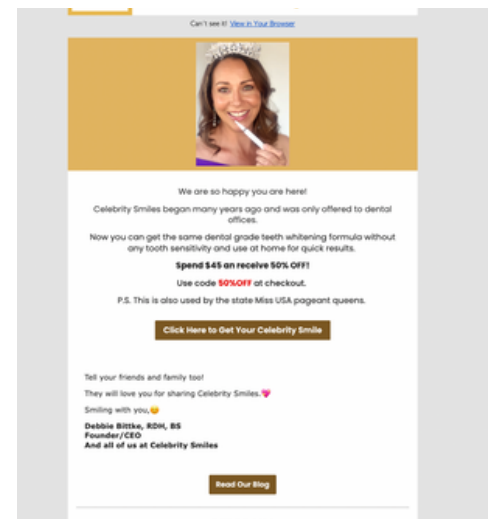 Can't see it! View in Your Browser
We are so happy you are here!
Celebrity Smiles began many years ago and was only offered to dental
offices.
Now you can get the same dental grade teeth whitening formula without
any tooth sensitivity and use at home for quick results.
Spend $45 an receive 50% OFF!
Use code 50%OFF at checkout.
P.S. This is also used by the state Miss USA pageant queens.
Click Here to Get Your Celebrity Smile
Tell your friends and family too!
They will love you for sharing Celebrity Smiles.💖
Smiling with you,😊
Debbie Bittke, RDH, BS
Founder/CEO
And all of us at Celebrity Smiles
Read Our Blog